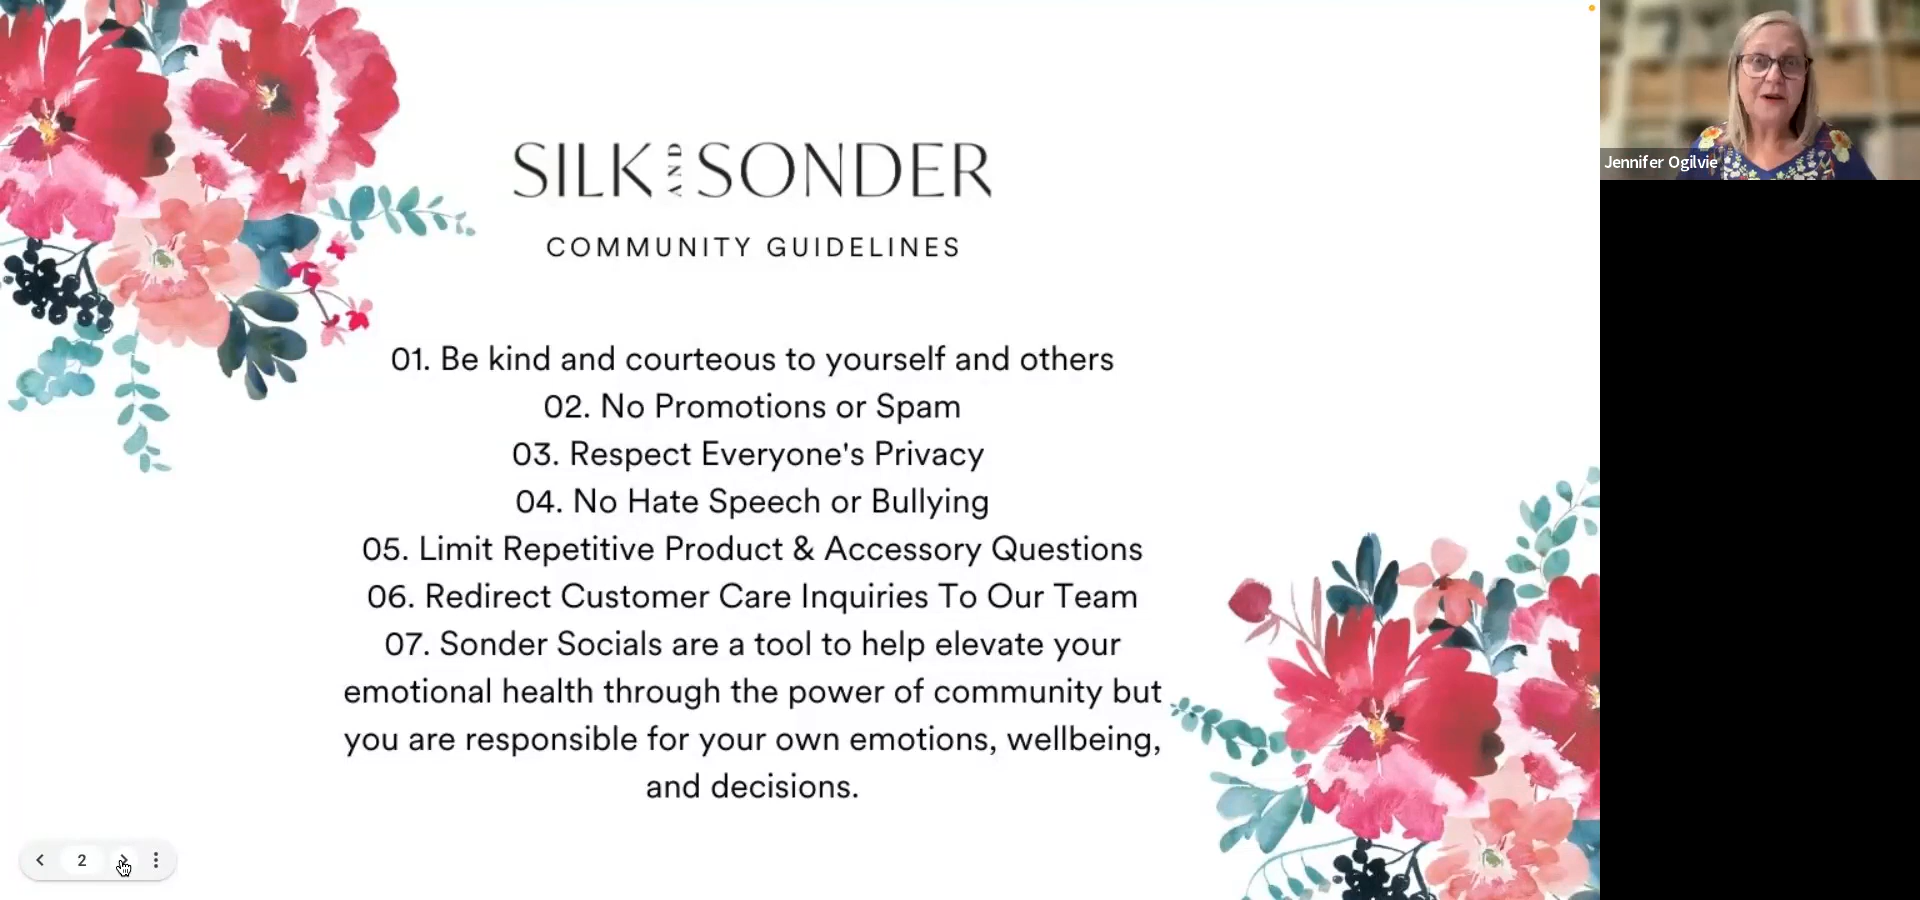 SILK AND SONDER
COMMUNITY GUIDELINES
01. Be kind and courteous to yourself and others
02. No Promotions or Spam
03. Respect Everyone's Privacy
04. No Hate Speech or Bullying
05. Limit Repetitive Product & Accessory Questions
06. Redirect Customer Care Inquiries To Our Team
07. Sonder Socials are a tool to help elevate your
emotional health through the power of community but
you are responsible for your own emotions, wellbeing,
and decisions.
2
Jennifer Ogilvie